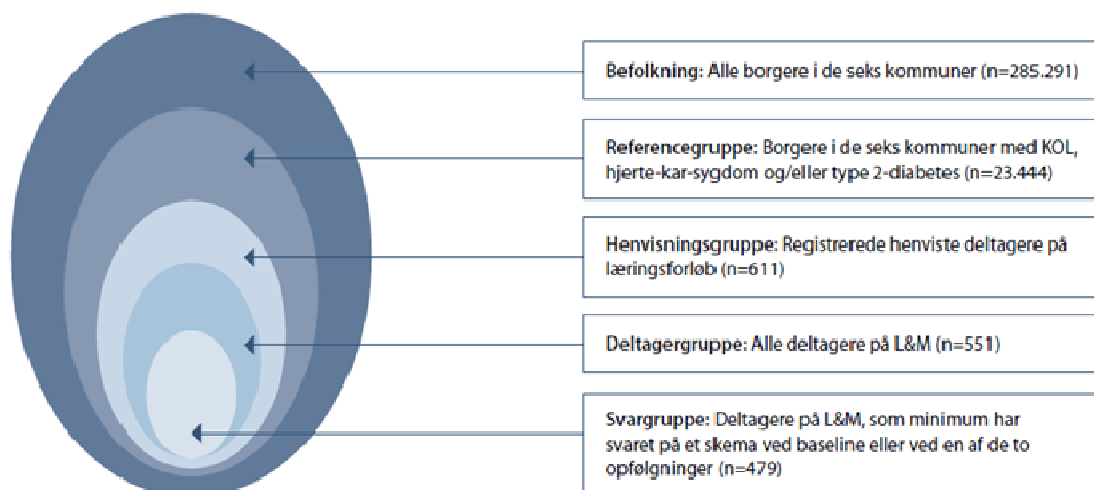 Befolkning: Alle borgere i de seks kommuner (n=285.291)
Referencegruppe: Borgere i de seks kommuner med KOL,
hjerte-kar-sygdom og/eller type 2-diabetes (n=23.444)
Henvisningsgruppe: Registrerede henviste deltagere på
læringsforløb (n=611)
Deltagergruppe: Alle deltagere på L&M (n=551)
Svargruppe: Deltagere på L&M, som minimum har
svaret på et skema ved baseline eller ved en af de to
opfølgninger (n=479)